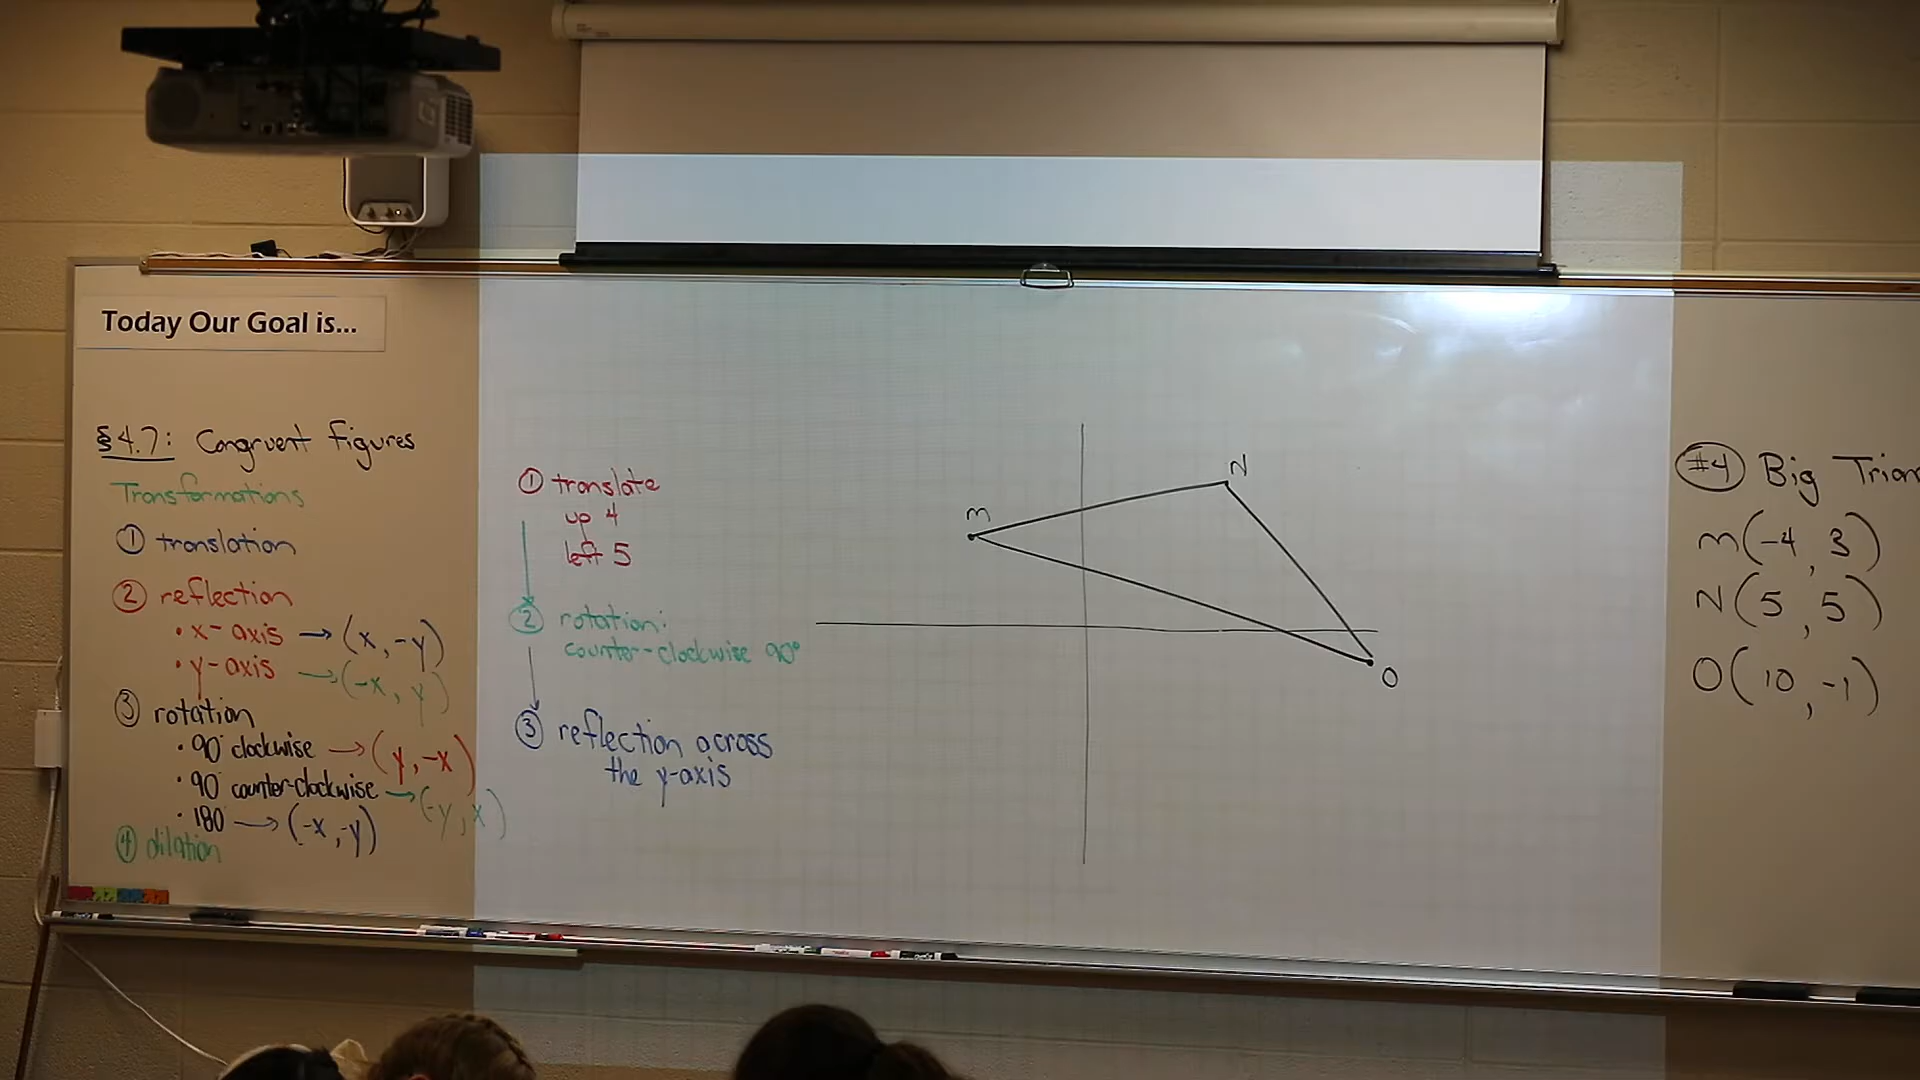 Today Our Goal is...
§4.7: Congruent Figures
Transformations
① translation
② reflection
• x-axis → (x, -y)
• y-axis → (-x, y)
③ rotation
• 90° clockwise → (y, -x)
• 90° counter-clockwise → (-y, x)
• 180° → (-x, -y)
④ dilation
① translate
up 4
left 5
② rotation:
counter-clockwise 90°
③ reflection across
the y-axis
M
N
O
#4 Big Trian
M(-4, 3)
N(5, 5)
O(10, -1)